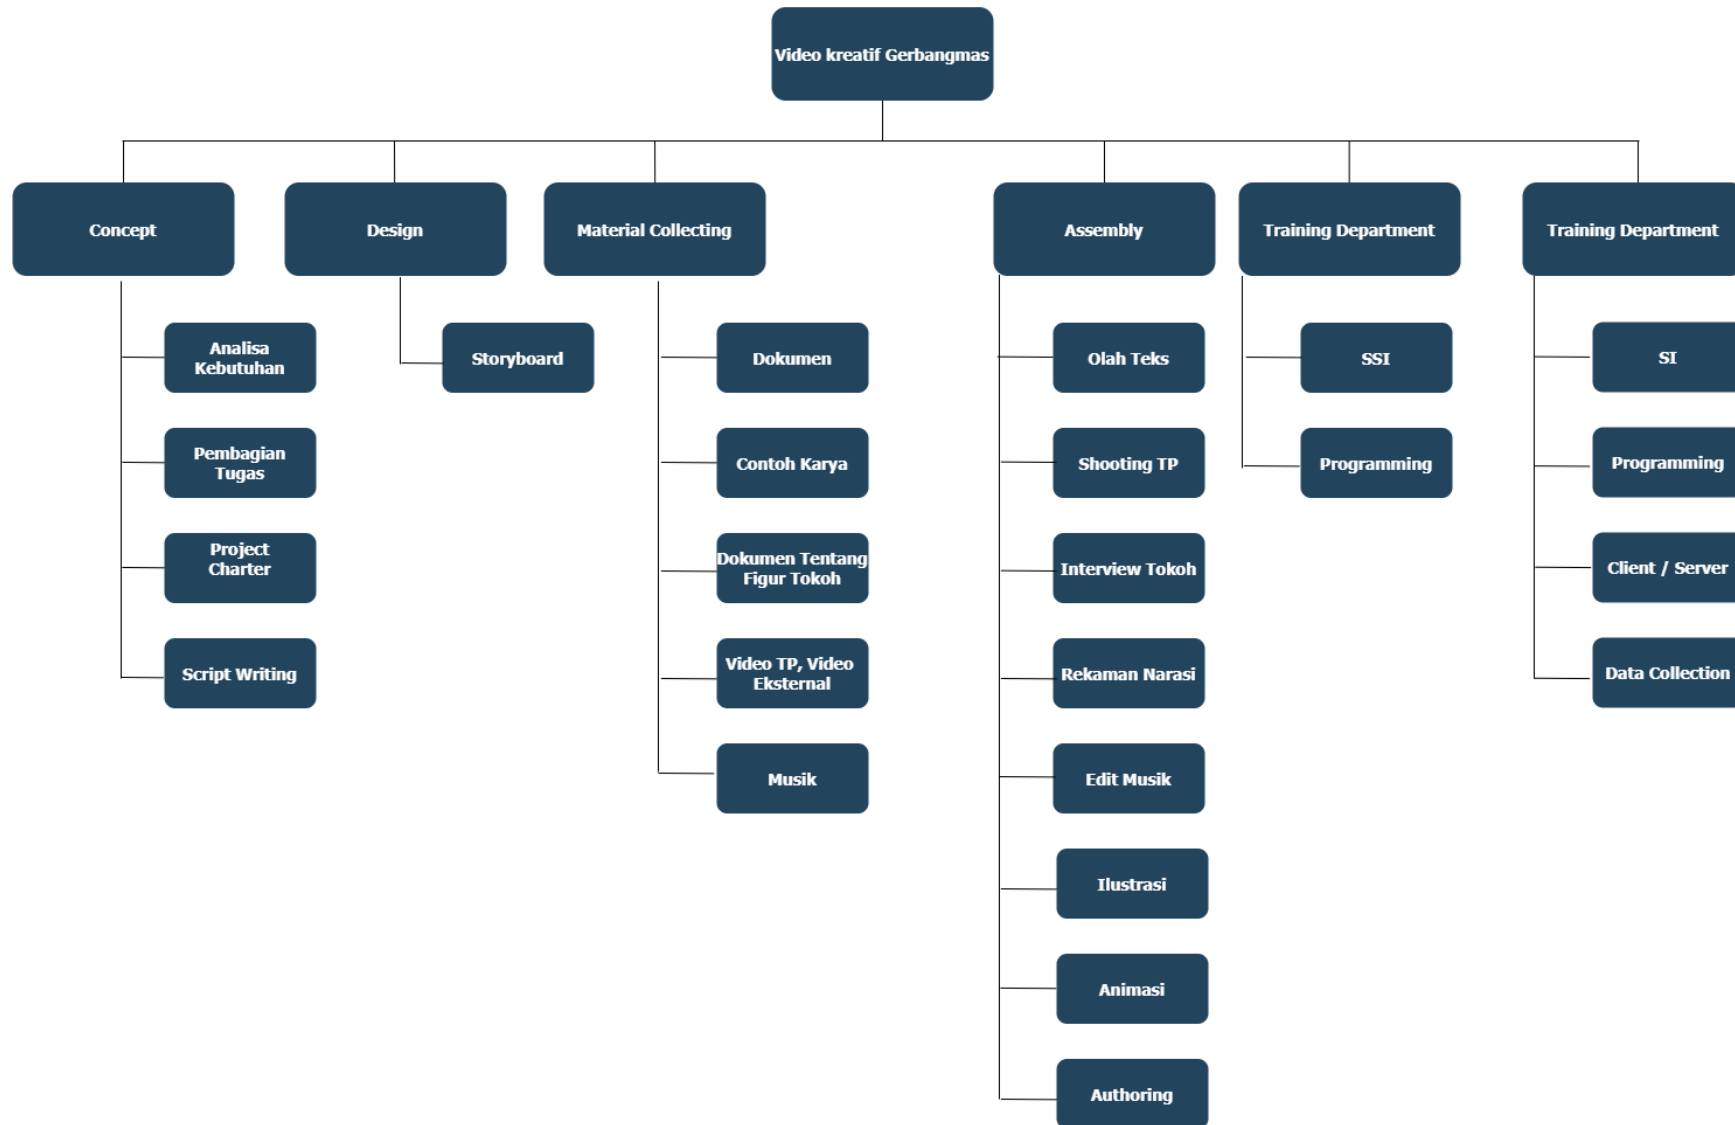 Video kreatif Gerbangmas
Concept
Design
Material Collecting
Assembly
Training Department
Training Department
Analisa
Kebutuhan
Pembagian
Tugas
Project
Charter
Script Writing
Storyboard
Dokumen
Contoh Karya
Dokumen Tentang
Figur Tokoh
Video TP, Video
Eksternal
Musik
Olah Teks
Shooting TP
Interview Tokoh
Rekaman Narasi
Edit Musik
Ilustrasi
Animasi
Authoring
SSI
Programming
SI
Programming
Client / Server
Data Collection